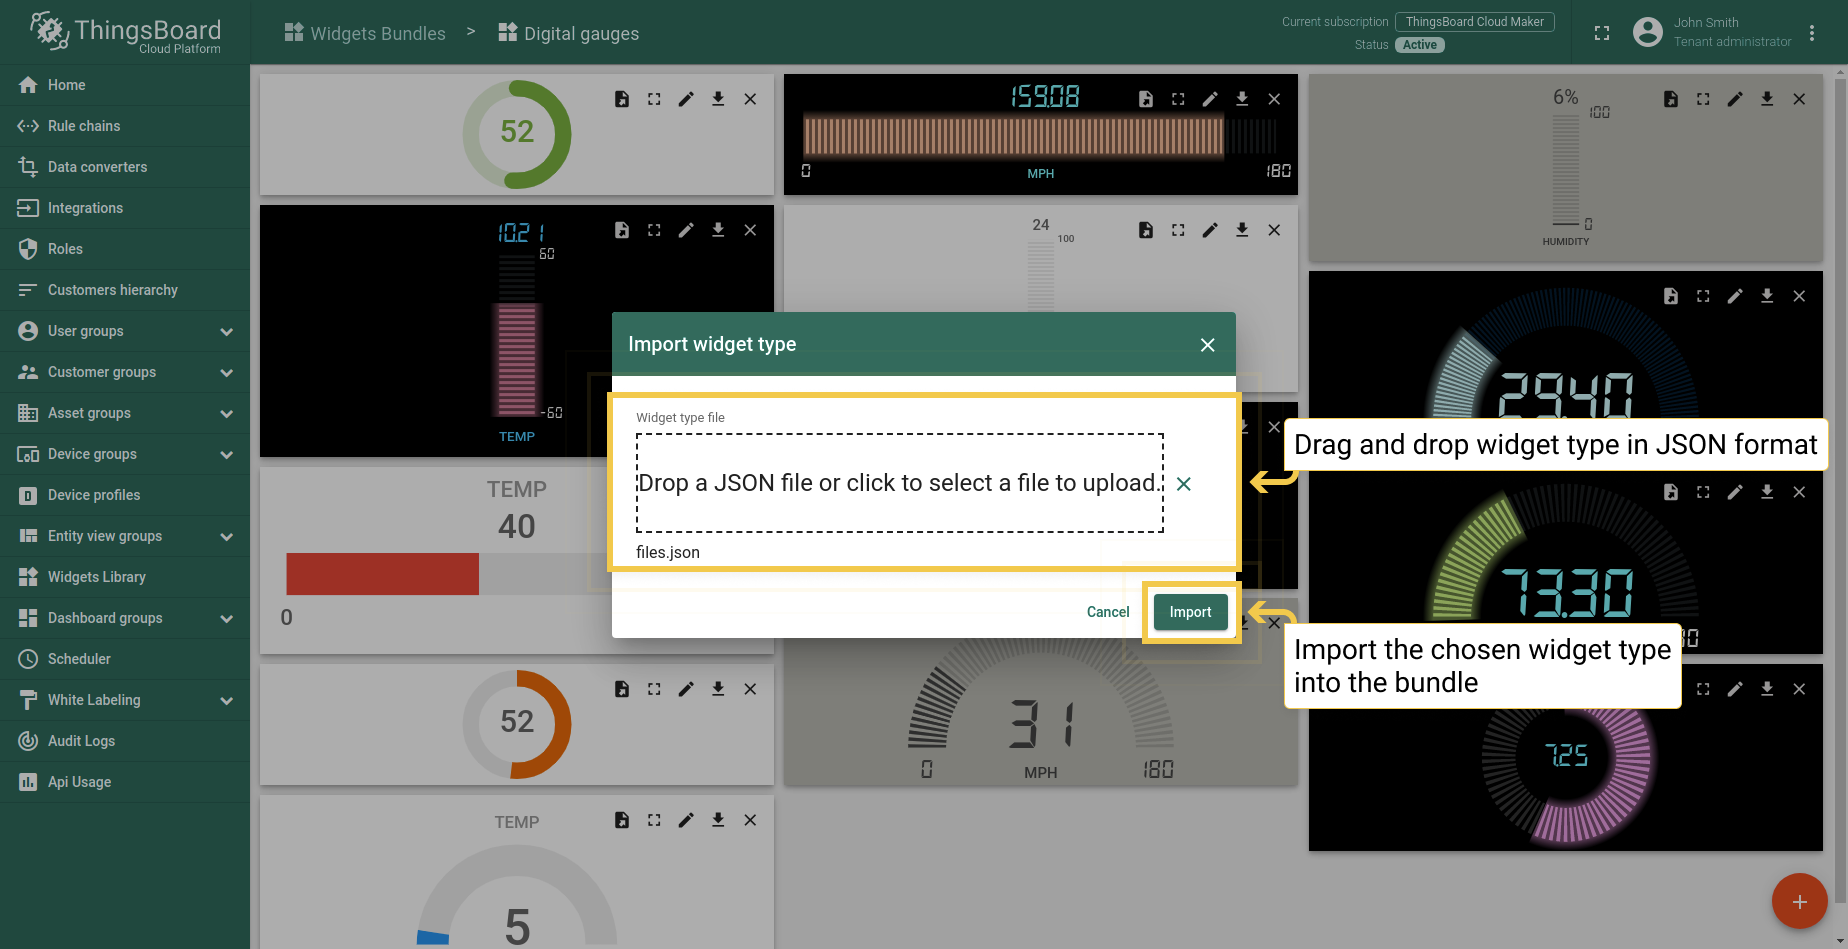 ThingsBoard
Cloud Platform
Widgets Bundles > Digital gauges
Current subscription ThingsBoard Cloud Maker
Status Active
John Smith
Tenant administrator
Home
Rule chains
Data converters
Integrations
Roles
Customers hierarchy
User groups
Customer groups
Asset groups
Device groups
Device profiles
Entity view groups
Widgets Library
Dashboard groups
Scheduler
White Labeling
Audit Logs
Api Usage
52
159.08
0
180
MPH
6%
100
0
HUMIDITY
10.21
60
-60
TEMP
24
100
29.40
Import widget type
Widget type file
Drop a JSON file or click to select a file to upload.
files.json
Cancel
Import
Drag and drop widget type in JSON format
Import the chosen widget type
into the bundle
TEMP
40
0
73.30
52
31
0
MPH
180
7.25
TEMP
5